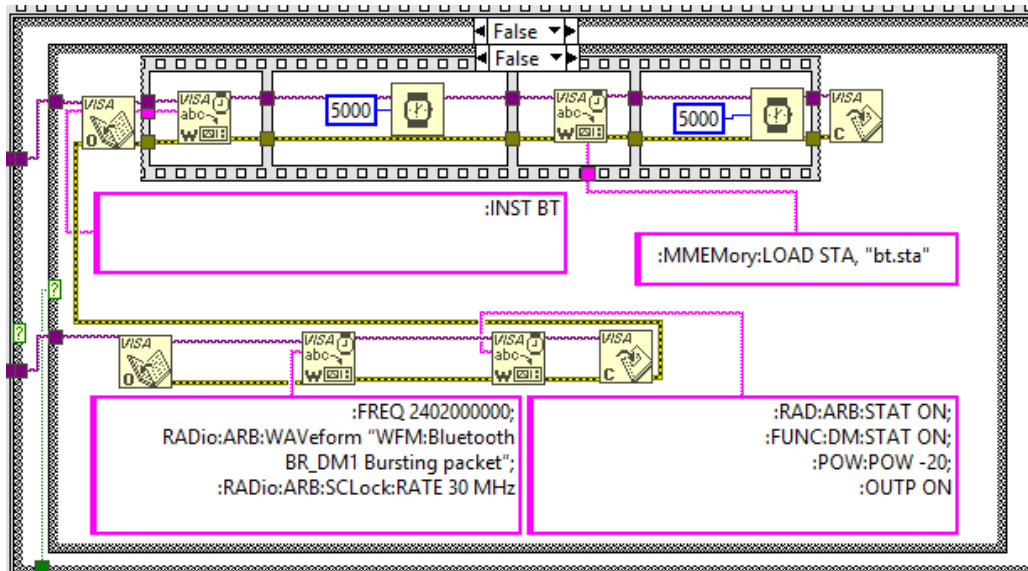 False
False
VISA
O
VISA
abc
W
5000
VISA
abc
W
5000
VISA
C
:INST BT
:MMEMory:LOAD STA, "bt.sta"
?
?
VISA
O
VISA
abc
W
VISA
abc
W
VISA
C
:FREQ 2402000000;
RADio:ARB:WAVeform “WFM:Bluetooth
BR_DM1 Bursting packet”;
:RADio:ARB:SCLock:RATE 30 MHz
:RAD:ARB:STAT ON;
:FUNC:DM:STAT ON;
:POW:POW -20;
:OUTP ON